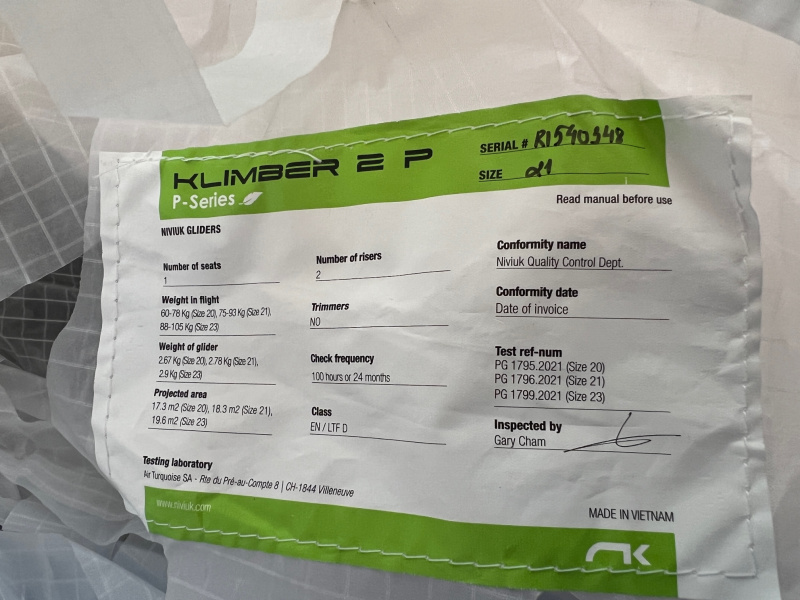 KLIMBER 2 P
P-Series
SERIAL # R1540348
SIZE 21
Read manual before use
NIVIUK GLIDERS
Number of seats
1
Weight in flight
60-78 Kg (Size 20), 75-93 Kg (Size 21),
88-105 Kg (Size 23)
Weight of glider
2.67 Kg (Size 20), 2.78 Kg (Size 21),
2.9 Kg (Size 23)
Projected area
17.3 m2 (Size 20), 18.3 m2 (Size 21),
19.6 m2 (Size 23)
Number of risers
2
Trimmers
NO
Check frequency
100 hours or 24 months
Class
EN / LTF D
Conformity name
Niviuk Quality Control Dept.
Conformity date
Date of invoice
Test ref-num
PG 1795.2021 (Size 20)
PG 1796.2021 (Size 21)
PG 1799.2021 (Size 23)
Inspected by
Gary Cham
Testing laboratory
Air Turquoise SA - Rte du Pré-au-Compte 8 | CH-1844 Villeneuve
www.niviuk.com
MADE IN VIETNAM